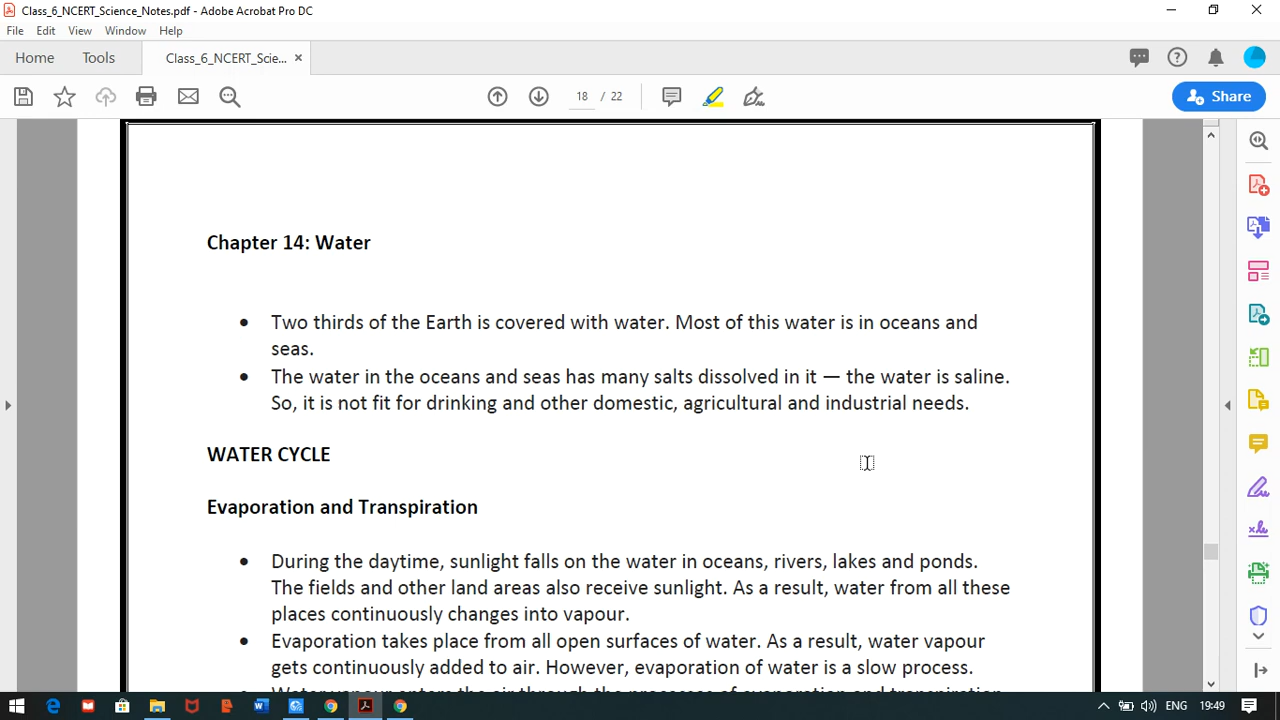 Class_6_NCERT_Science_Notes.pdf - Adobe Acrobat Pro DC
File Edit View Window Help
Home Tools Class_6_NCERT_Scie... ×
18 / 22
Share
Chapter 14: Water
• Two thirds of the Earth is covered with water. Most of this water is in oceans and
seas.
• The water in the oceans and seas has many salts dissolved in it — the water is saline.
So, it is not fit for drinking and other domestic, agricultural and industrial needs.
WATER CYCLE
Evaporation and Transpiration
• During the daytime, sunlight falls on the water in oceans, rivers, lakes and ponds.
The fields and other land areas also receive sunlight. As a result, water from all these
places continuously changes into vapour.
• Evaporation takes place from all open surfaces of water. As a result, water vapour
gets continuously added to air. However, evaporation of water is a slow process.
ENG 19:49